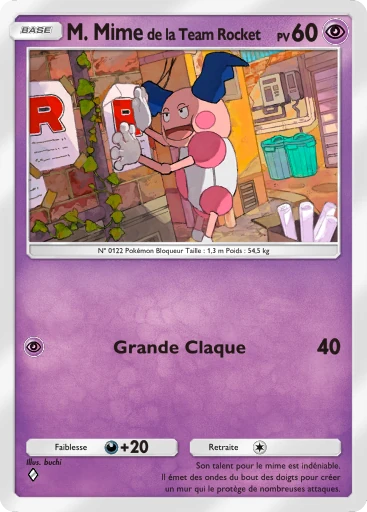 BASE M. Mime de la Team Rocket PV 60
R
R
N° 0122 Pokémon Bloqueur Taille : 1,3 m Poids : 54,5 kg
Grande Claque 40
Faiblesse +20 Retraite
Illus. buchi
Son talent pour le mime est indéniable.
Il émet des ondes du bout des doigts pour créer
un mur qui le protège de nombreuses attaques.